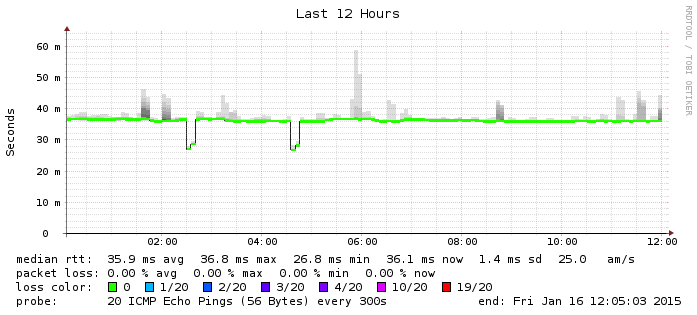 Last 12 Hours
RRDTOOL / TOBI OETIKER
Seconds
60 m
50 m
40 m
30 m
20 m
10 m
0
02:00 04:00 06:00 08:00 10:00 12:00
median rtt: 35.9 ms avg 36.8 ms max 26.8 ms min 36.1 ms now 1.4 ms sd 25.0 am/s
packet loss: 0.00 % avg 0.00 % max 0.00 % min 0.00 % now
loss color: 0 1/20 2/20 3/20 4/20 10/20 19/20
probe: 20 ICMP Echo Pings (56 Bytes) every 300s end: Fri Jan 16 12:05:03 2015